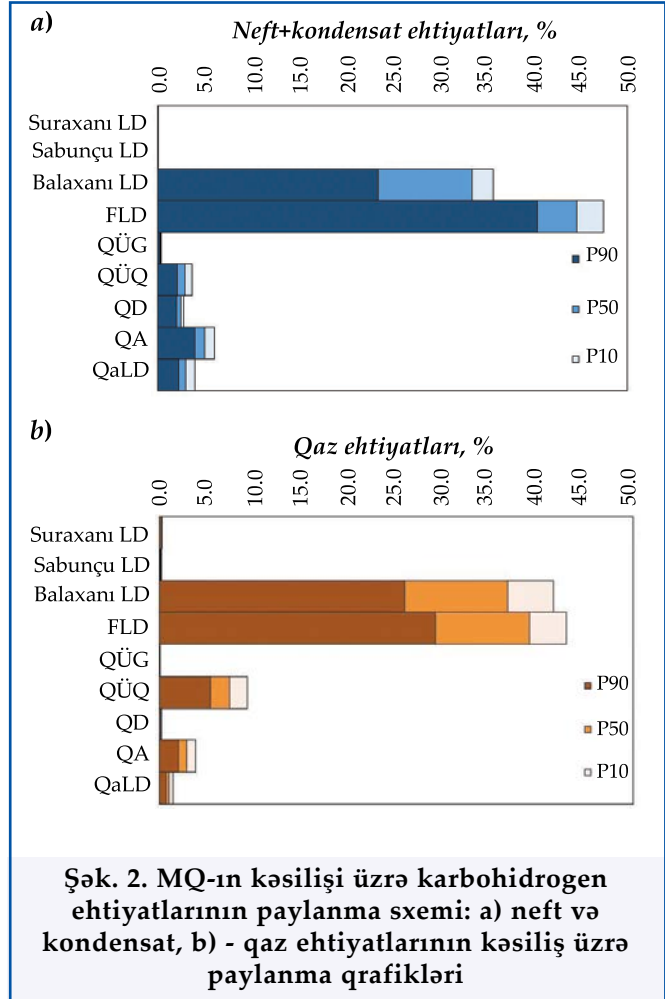 a)
Neft+kondensat ehtiyatları, %
0.0 5.0 10.0 15.0 20.0 25.0 30.0 35.0 40.0 45.0 50.0
Suraxanı LD
Sabunçu LD
Balaxanı LD
FLD
QÜG
QÜQ
QD
QA
QaLD
P90
P50
P10
b)
Qaz ehtiyatları, %
0.0 5.0 10.0 15.0 20.0 25.0 30.0 35.0 40.0 45.0 50.0
Suraxanı LD
Sabunçu LD
Balaxanı LD
FLD
QÜG
QÜQ
QD
QA
QaLD
P90
P50
P10
Şək. 2. MQ-ın kəsilişi üzrə karbohidrogen
ehtiyatlarının paylanma sxemi: a) neft və
kondensat, b) - qaz ehtiyatlarının kəsiliş üzrə
paylanma qrafikləri